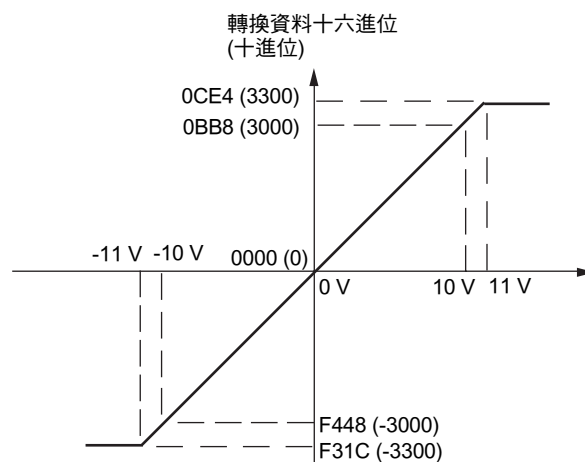 轉換資料十六進位
(十進位)
0CE4 (3300)
0BB8 (3000)
-11 V
-10 V
0000 (0)
0 V
10 V
11 V
F448 (-3000)
F31C (-3300)